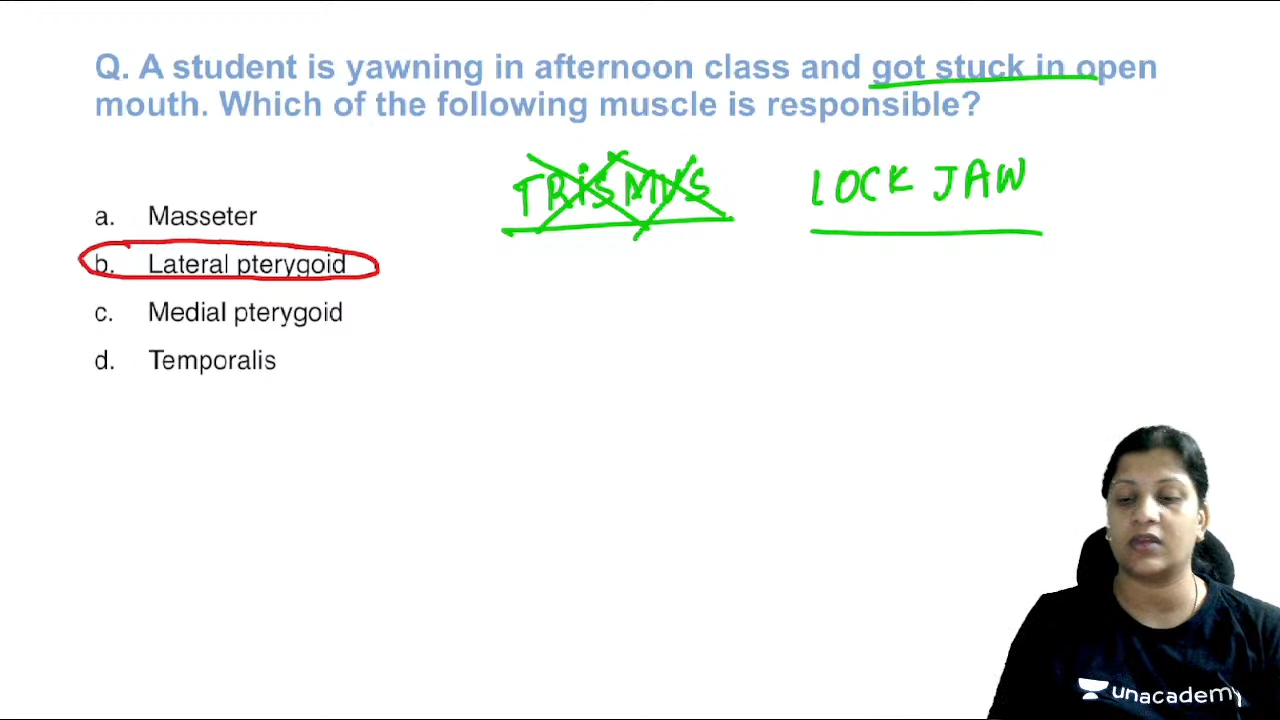 Q. A student is yawning in afternoon class and got stuck in open
mouth. Which of the following muscle is responsible?
TRiSMUS LOCK JAW
a. Masseter
b. Lateral pterygoid
c. Medial pterygoid
d. Temporalis
unacademy